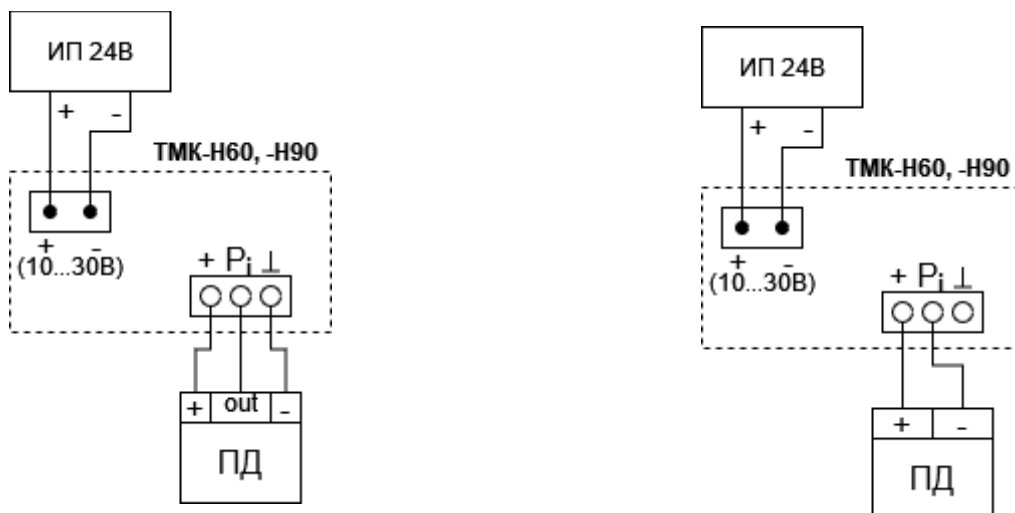 ИП 24В
+ -
ТМК-Н60, -Н90
+ -
(10...30В)
+ Pi ⊥
+ out -
ПД
ИП 24В
+ -
ТМК-Н60, -Н90
+ -
(10...30В)
+ Pi ⊥
+ -
ПД